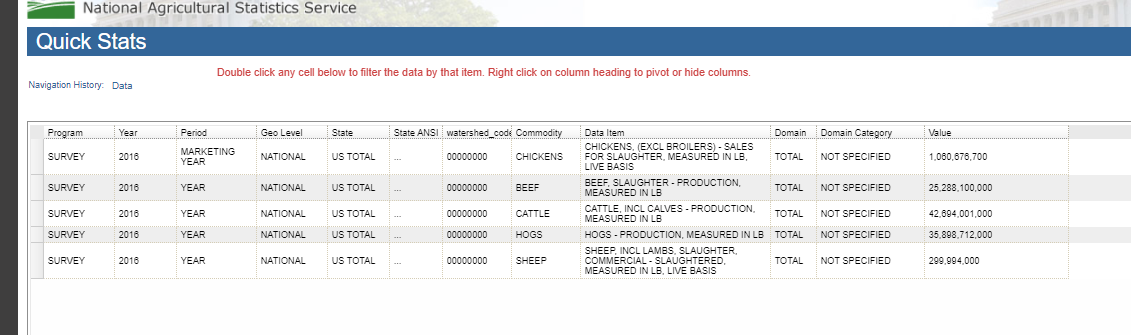 National Agricultural Statistics Service
Quick Stats
Double click any cell below to filter the data by that item. Right click on column heading to pivot or hide columns.
Navigation History: Data
Program Year Period Geo Level State State ANSI watershed_code Commodity Data Item Domain Domain Category Value
SURVEY 2016 MARKETING YEAR NATIONAL US TOTAL ... 00000000 CHICKENS CHICKENS, (EXCL BROILERS) - SALES FOR SLAUGHTER, MEASURED IN LB, LIVE BASIS TOTAL NOT SPECIFIED 1,060,676,700
SURVEY 2016 YEAR NATIONAL US TOTAL ... 00000000 BEEF BEEF, SLAUGHTER - PRODUCTION, MEASURED IN LB TOTAL NOT SPECIFIED 25,288,100,000
SURVEY 2016 YEAR NATIONAL US TOTAL ... 00000000 CATTLE CATTLE, INCL CALVES - PRODUCTION, MEASURED IN LB TOTAL NOT SPECIFIED 42,694,001,000
SURVEY 2016 YEAR NATIONAL US TOTAL ... 00000000 HOGS HOGS - PRODUCTION, MEASURED IN LB TOTAL NOT SPECIFIED 35,898,712,000
SURVEY 2016 YEAR NATIONAL US TOTAL ... 00000000 SHEEP SHEEP, INCL LAMBS, SLAUGHTER, COMMERCIAL - SLAUGHTERED, MEASURED IN LB, LIVE BASIS TOTAL NOT SPECIFIED 299,994,000